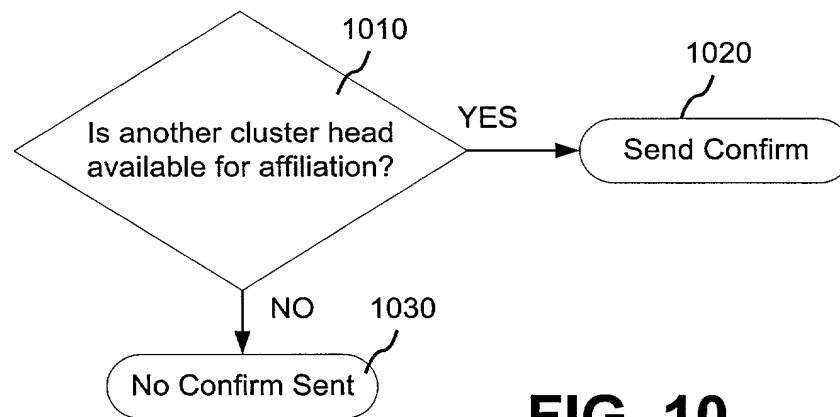 1010
1020
YES
Is another cluster head
available for affiliation?
Send Confirm
NO
1030
No Confirm Sent
FIG. 10